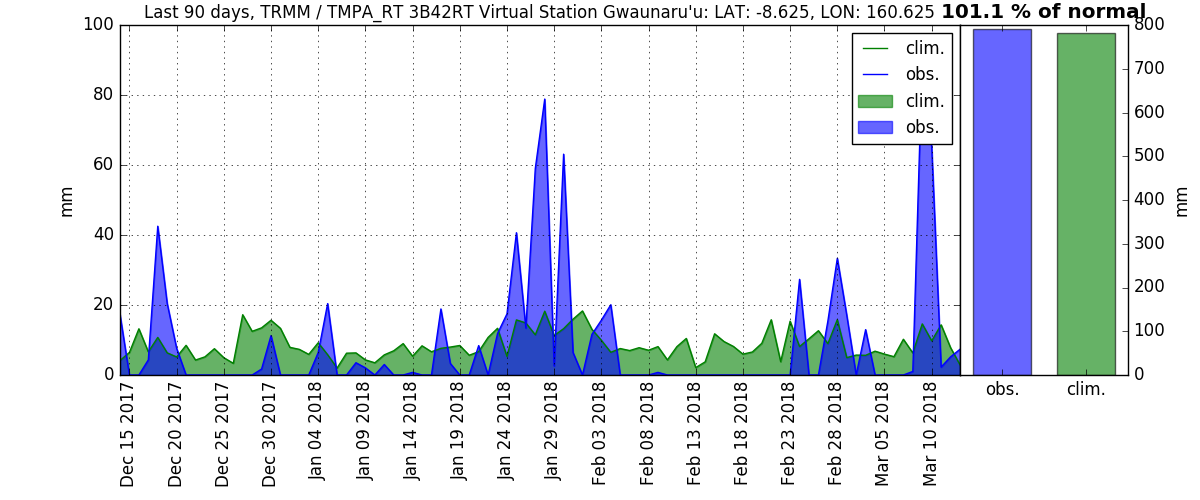 Last 90 days, TRMM / TMPA_RT 3B42RT Virtual Station Gwaunaru'u: LAT: -8.625, LON: 160.625 101.1 % of normal
100
80
60
40
20
0
mm
clim.
obs.
clim.
obs.
800
700
600
500
400
300
200
100
0
mm
Dec 15 2017
Dec 20 2017
Dec 25 2017
Dec 30 2017
Jan 04 2018
Jan 09 2018
Jan 14 2018
Jan 19 2018
Jan 24 2018
Jan 29 2018
Feb 03 2018
Feb 08 2018
Feb 13 2018
Feb 18 2018
Feb 23 2018
Feb 28 2018
Mar 05 2018
Mar 10 2018
obs.
clim.